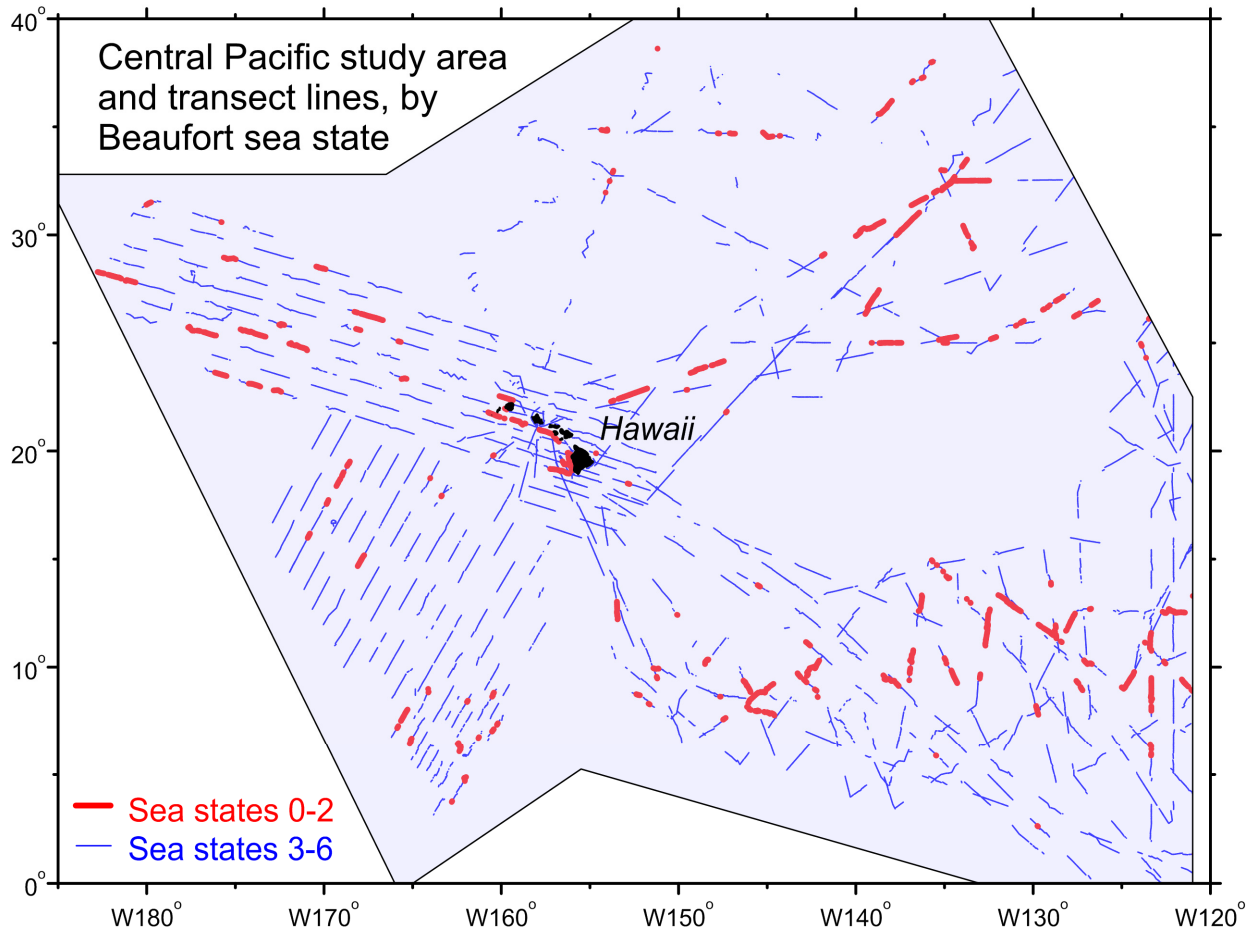 Central Pacific study area
and transect lines, by
Beaufort sea state
40°
30°
20°
10°
0°
Hawaii
Sea states 0-2
Sea states 3-6
W180°
W170°
W160°
W150°
W140°
W130°
W120°